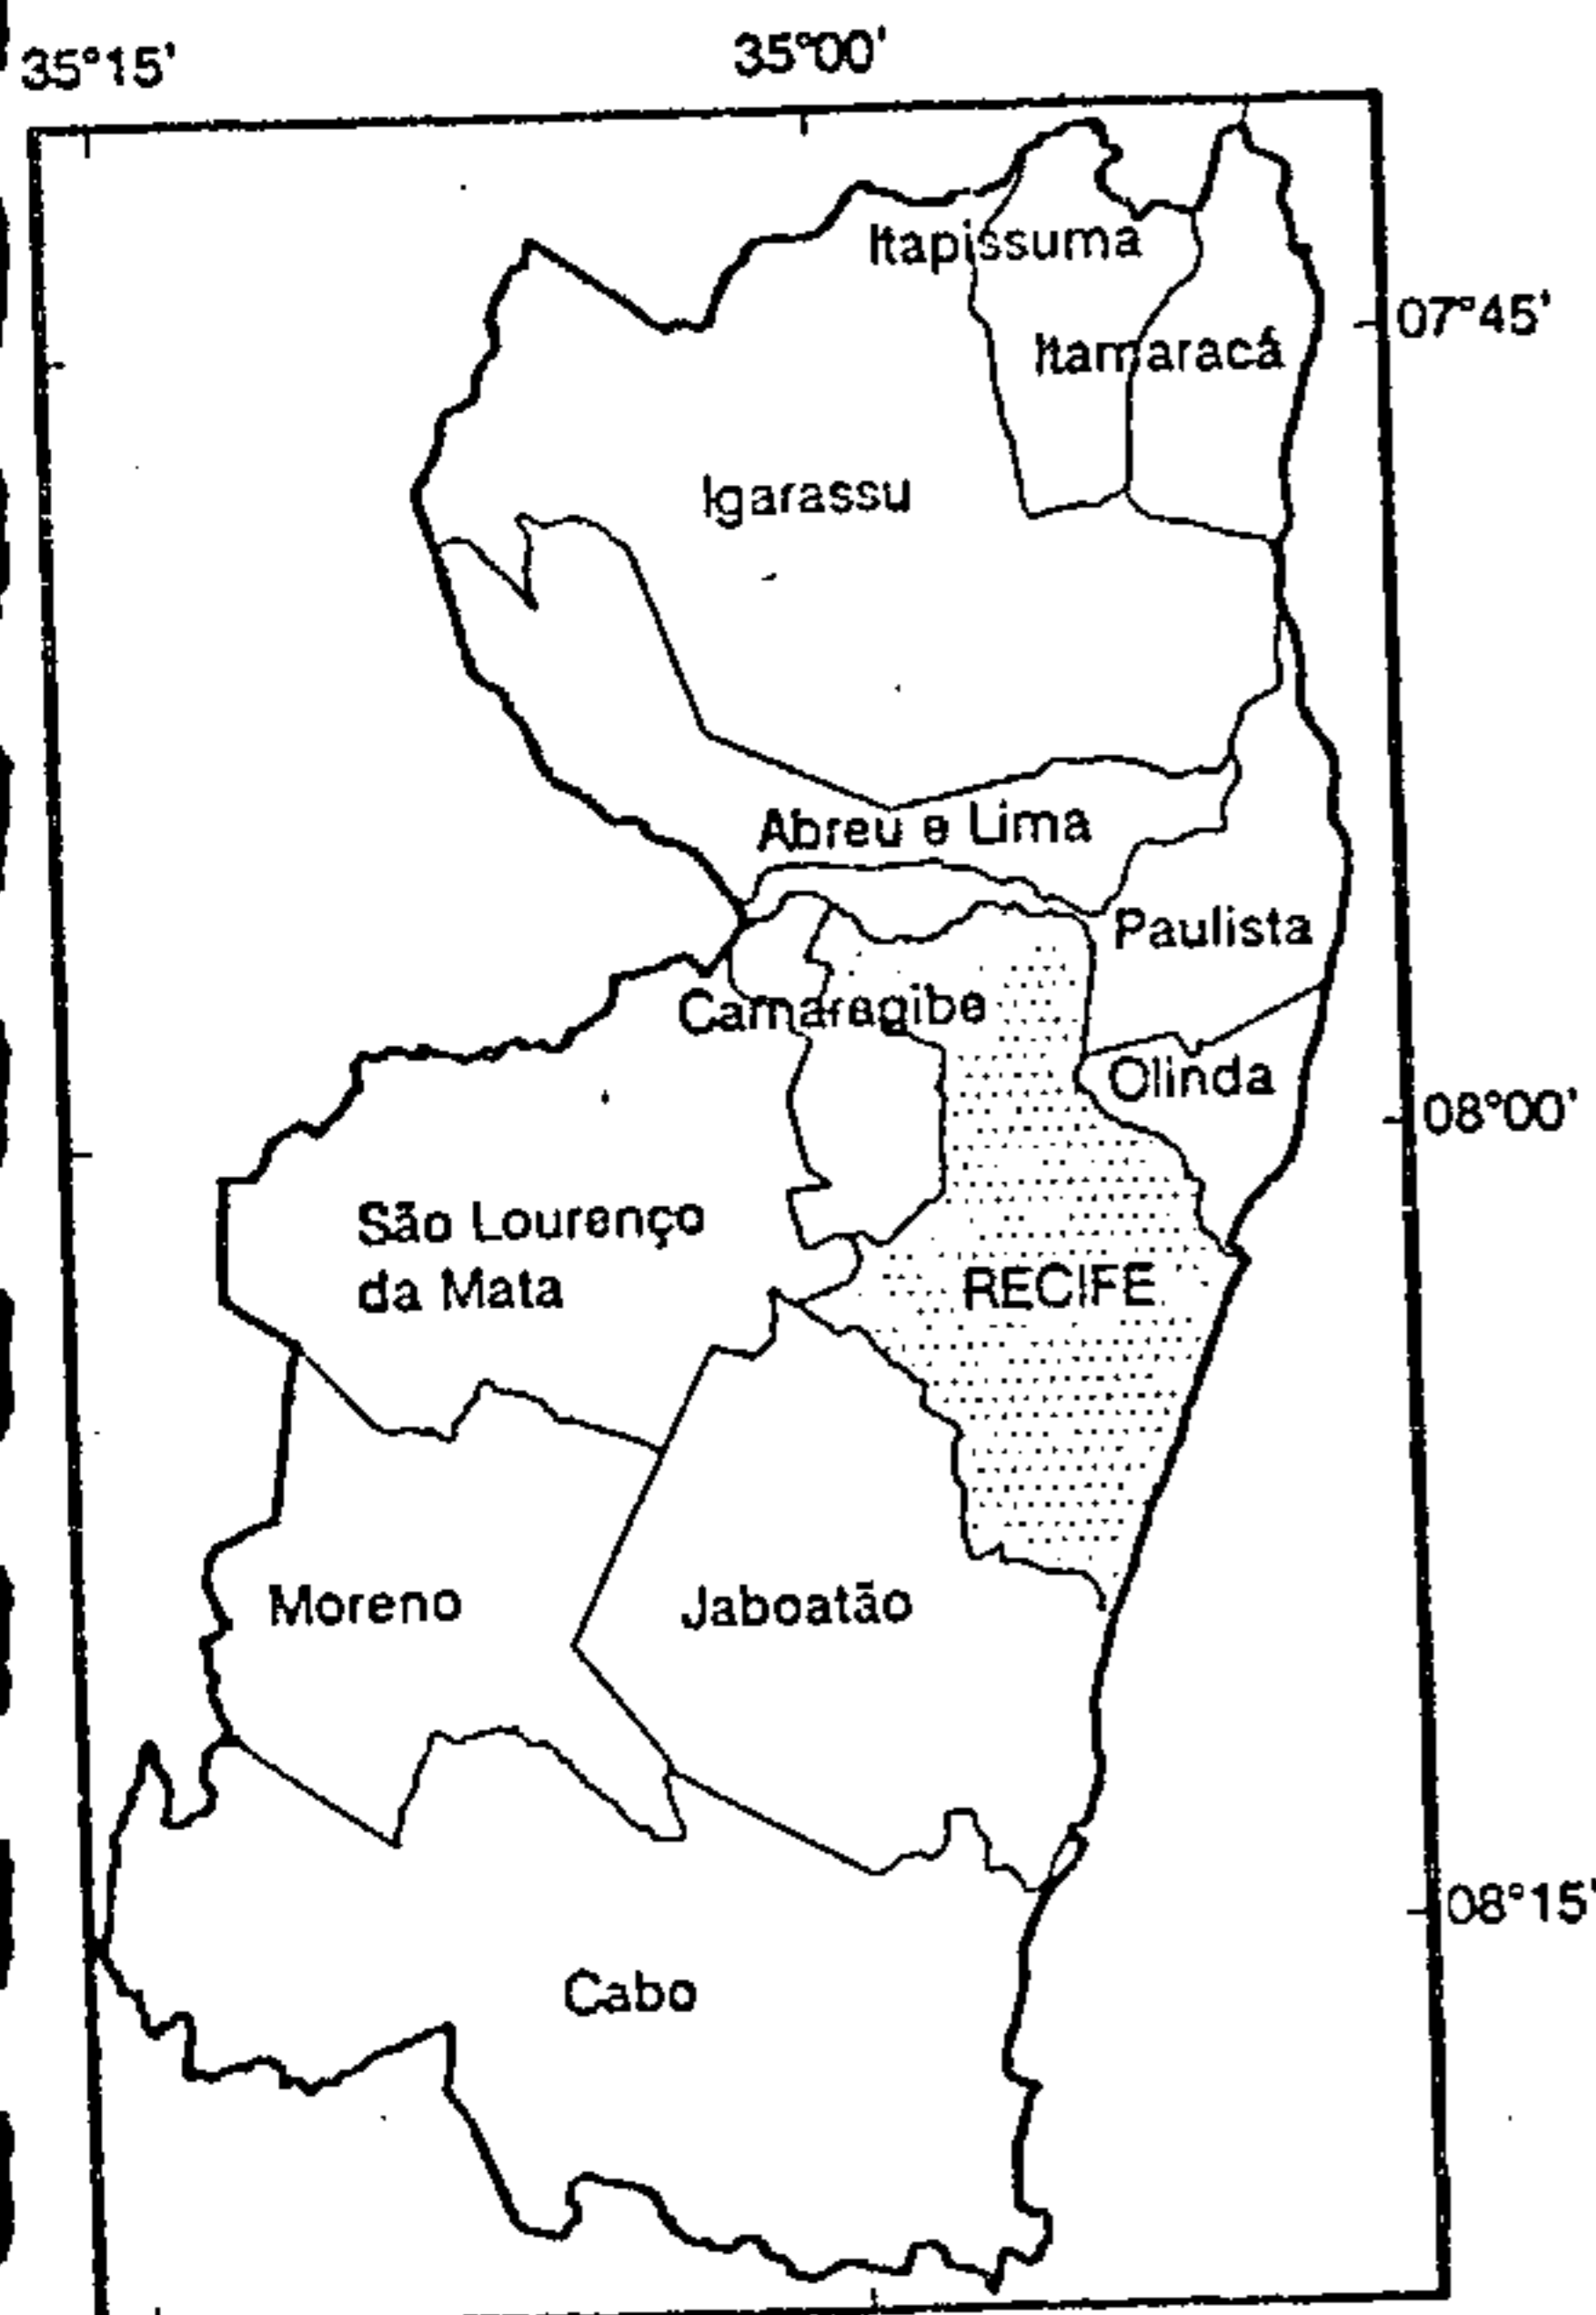 35°15'
35°00'
Itapissuma
07°45'
Itamaracá
Igarassu
Abreu e Lima
Paulista
Camaragibe
Olinda
08°00'
São Lourenço
da Mata
RECIFE
Moreno
Jaboatão
08°15'
Cabo